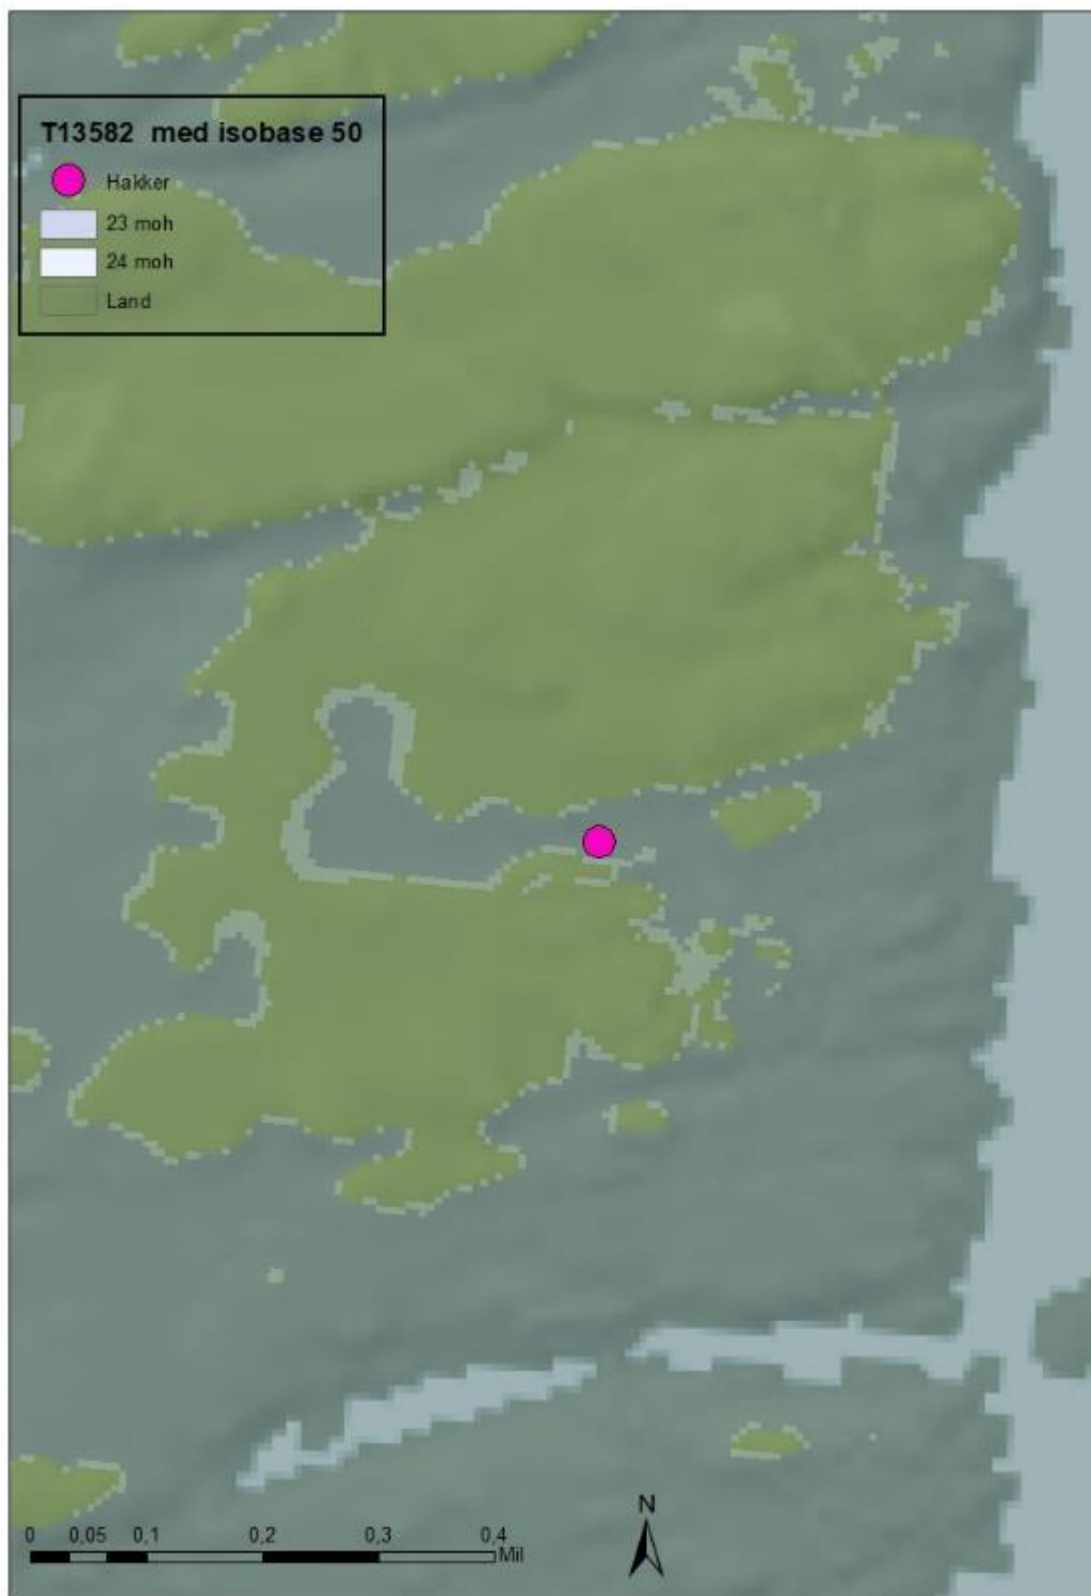 T13582 med isobase 50
Hakker
23 moh
24 moh
Land
N
0 0,05 0,1 0,2 0,3 0,4
Mil